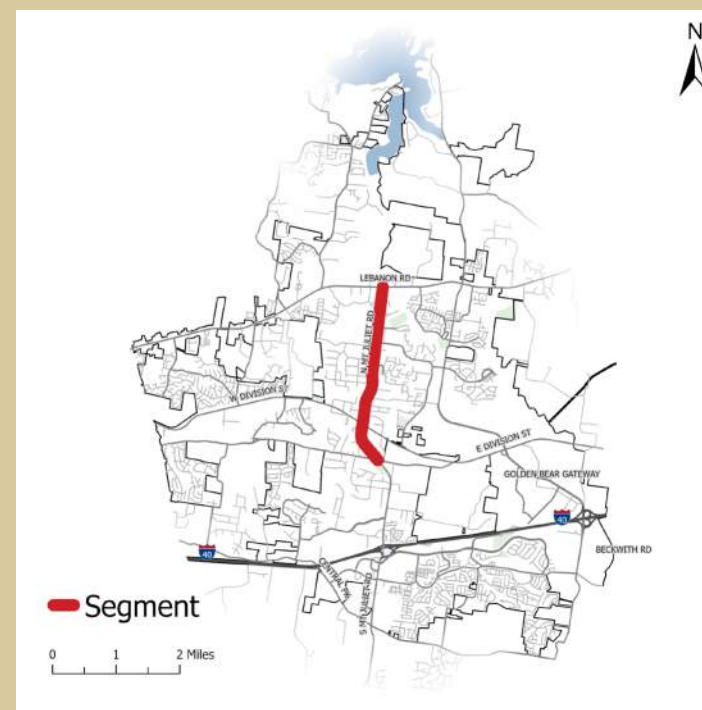 N
LEBANON RD
N MT JULIET RD
W DIVISION ST
E DIVISION ST
GOLDEN BEAR GATEWAY
40
BECKWITH RD
40
CENTRAL PK
S MT JULIET RD
Segment
0 1 2 Miles